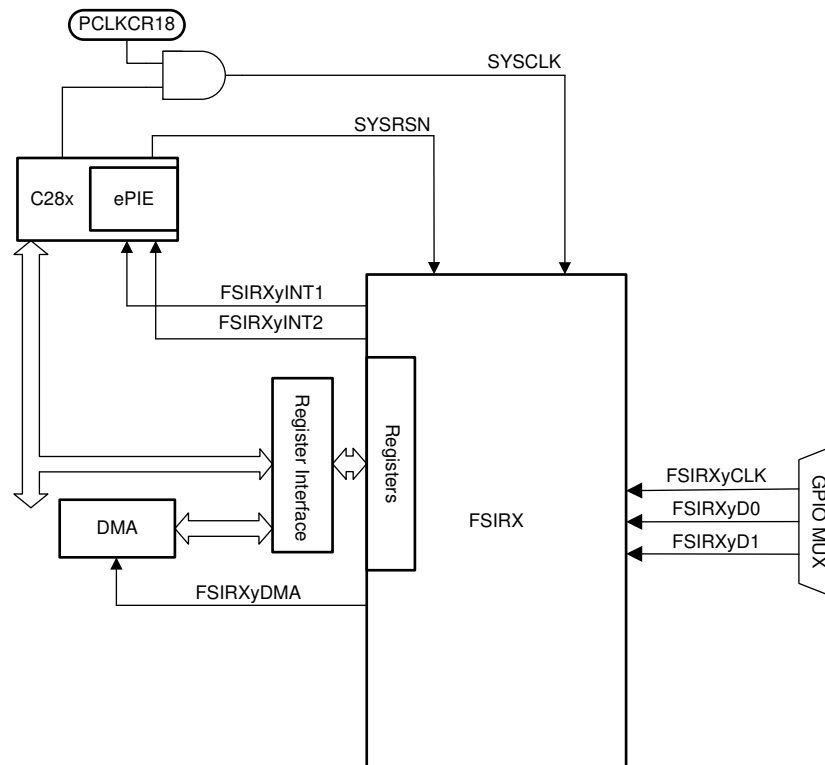 PCLKCR18
SYSCLK
SYSRSN
C28x
ePIE
FSIRXyINT1
FSIRXyINT2
Register Interface
Registers
FSIRX
FSIRXyCLK
FSIRXyD0
FSIRXyD1
GPIO MUX
DMA
FSIRXyDMA